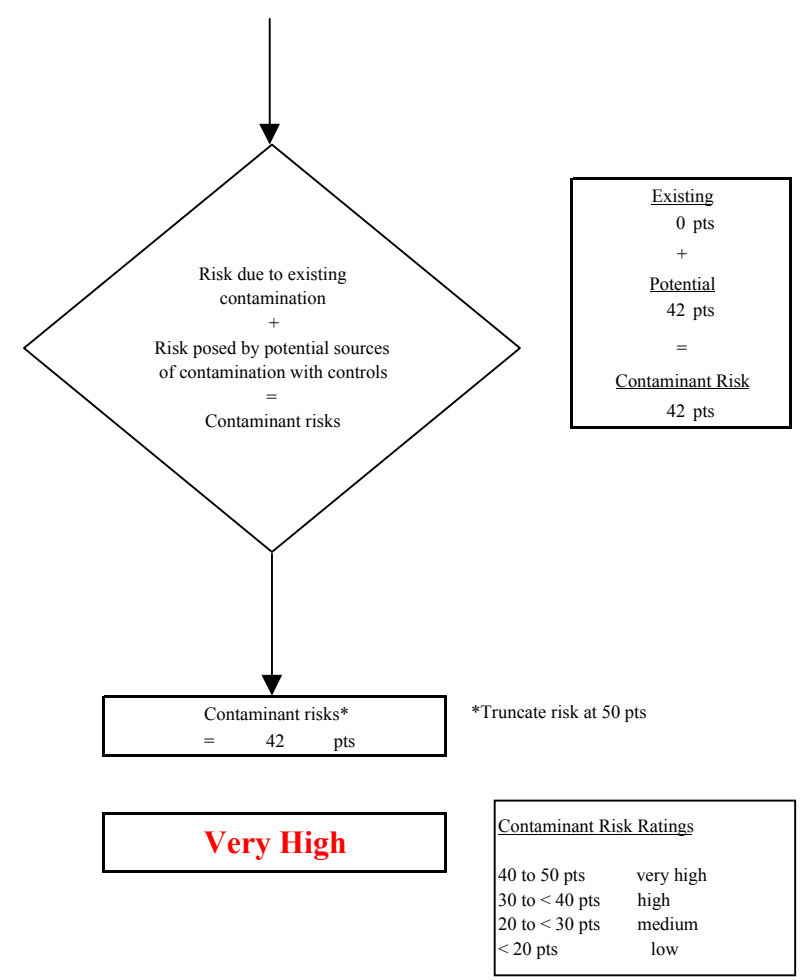 Risk due to existing
contamination
+
Risk posed by potential sources
of contamination with controls
=
Contaminant risks
Existing
0 pts
+
Potential
42 pts
=
Contaminant Risk
42 pts
Contaminant risks*
= 42 pts
*Truncate risk at 50 pts
Very High
Contaminant Risk Ratings
40 to 50 pts very high
30 to < 40 pts high
20 to < 30 pts medium
< 20 pts low